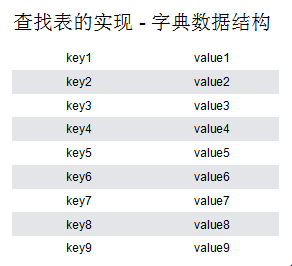 查找表的实现 - 字典数据结构
key1 value1
key2 value2
key3 value3
key4 value4
key5 value5
key6 value6
key7 value7
key8 value8
key9 value9